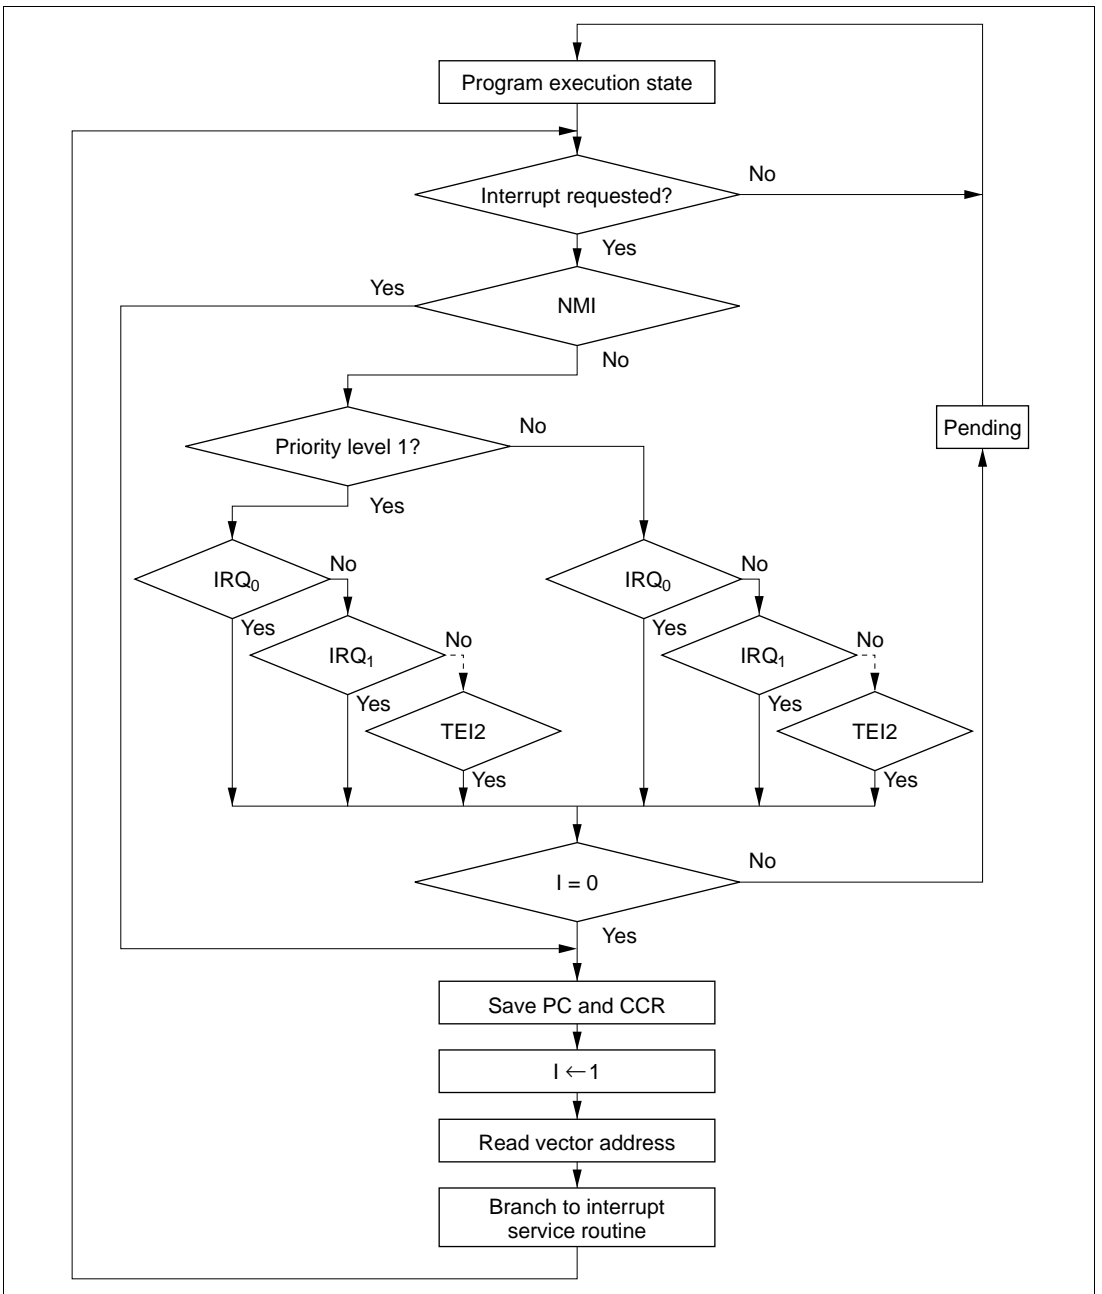 Program execution state
No
Interrupt requested?
Yes
Yes
NMI
No
No
Pending
Priority level 1?
Yes
No
No
IRQ0
IRQ0
Yes
No
Yes
No
IRQ1
IRQ1
Yes
Yes
TEI2
TEI2
Yes
Yes
No
I = 0
Yes
Save PC and CCR
I ← 1
Read vector address
Branch to interrupt
service routine